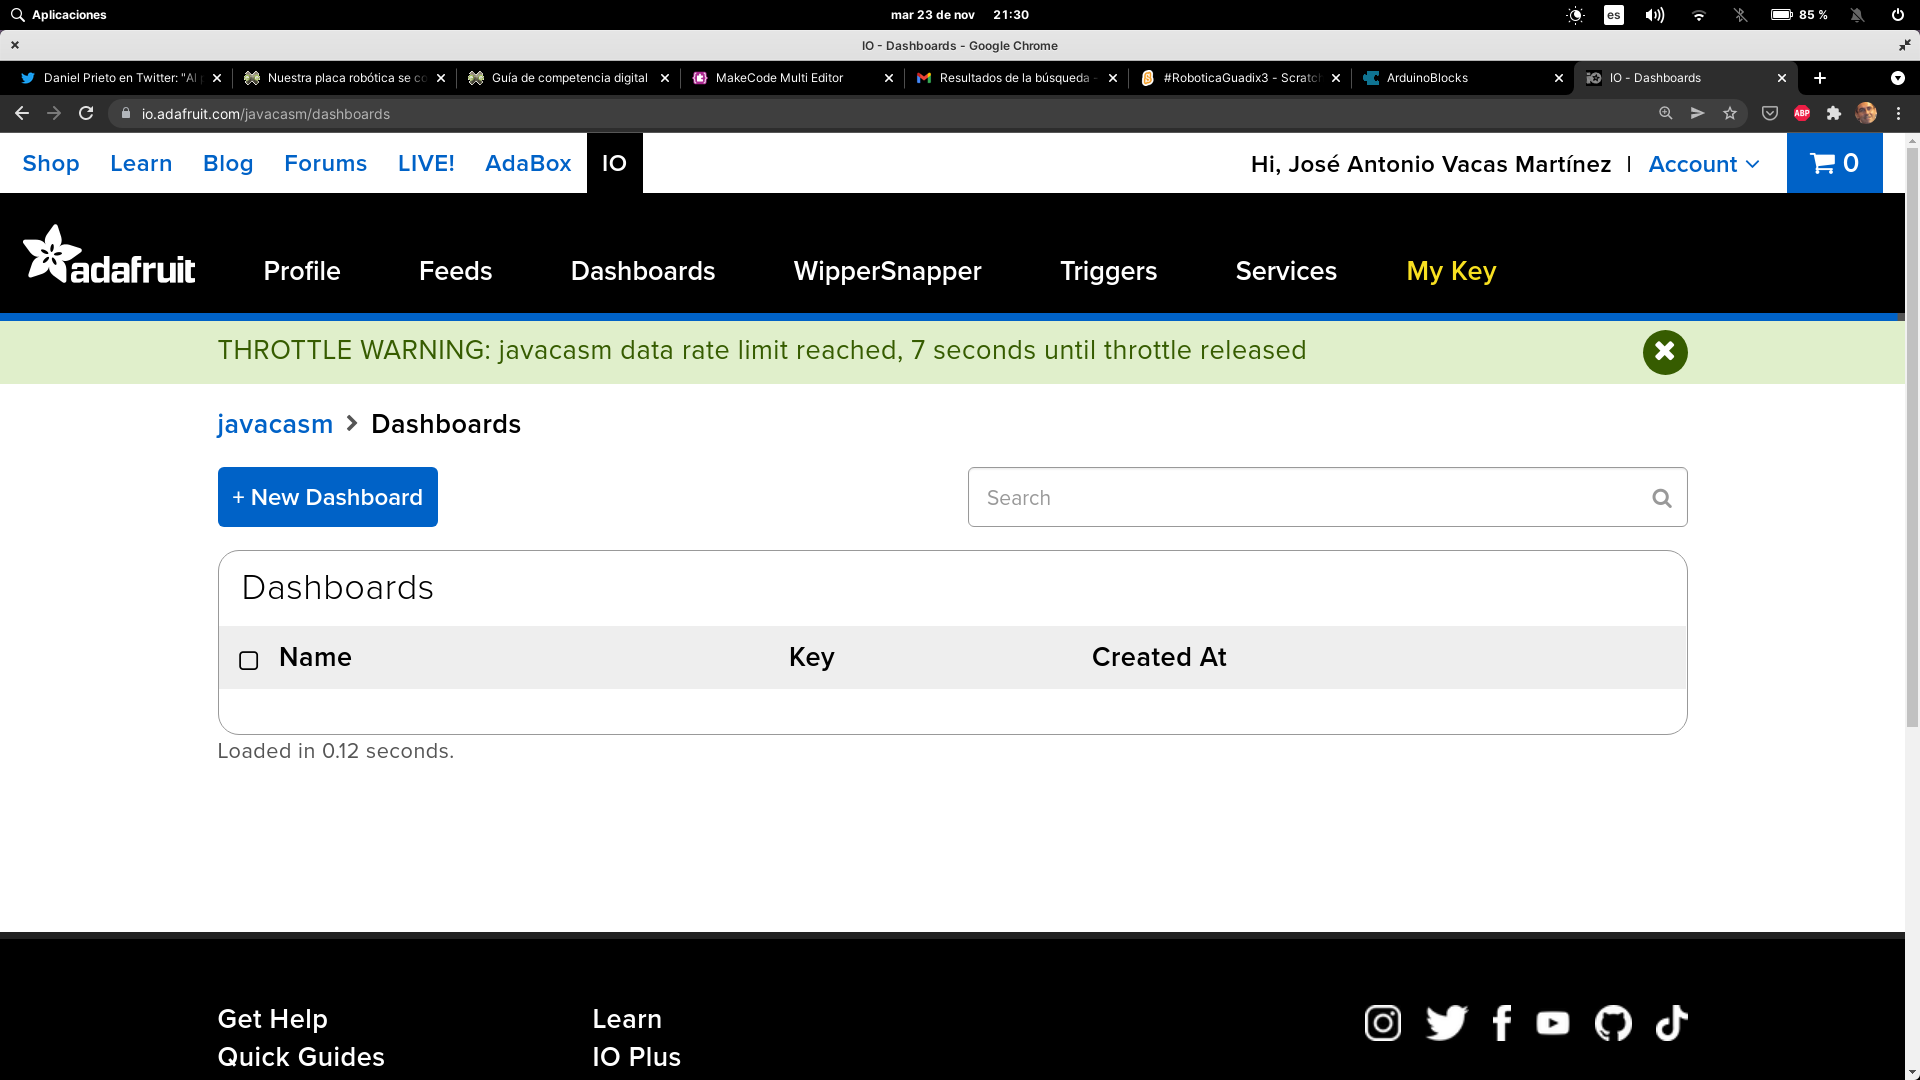 Aplicaciones
mar 23 de nov 21:30
es
85 %
IO - Dashboards - Google Chrome
Daniel Prieto en Twitter: "Al
Nuestra placa robótica se co
Guía de competencia digital
MakeCode Multi Editor
Resultados de la búsqueda -
#RoboticaGuadix3 - Scratch
ArduinoBlocks
IO - Dashboards
io.adafruit.com/javacasm/dashboards
ABP
Shop Learn Blog Forums LIVE! AdaBox IO
Hi, José Antonio Vacas Martínez | Account
0
adafruit
Profile Feeds Dashboards WipperSnapper Triggers Services My Key
THROTTLE WARNING: javacasm data rate limit reached, 7 seconds until throttle released
javacasm > Dashboards
+ New Dashboard
Search
Dashboards
Name Key Created At
Loaded in 0.12 seconds.
Get Help Learn
Quick Guides IO Plus